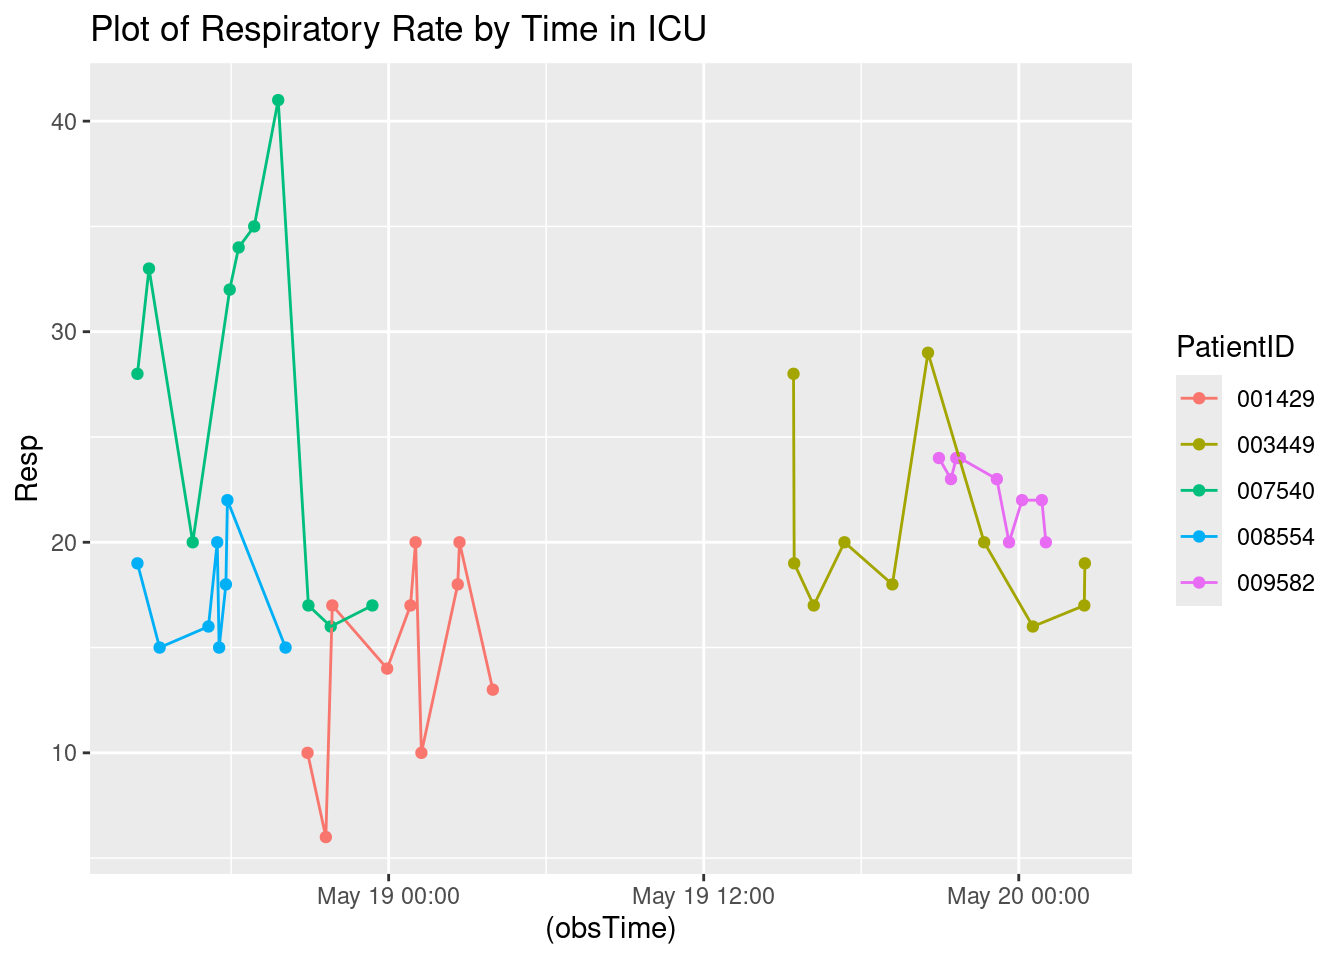 Plot of Respiratory Rate by Time in ICU
40
30
20
10
Resp
May 19 00:00
May 19 12:00
May 20 00:00
(obsTime)
PatientID
001429
003449
007540
008554
009582